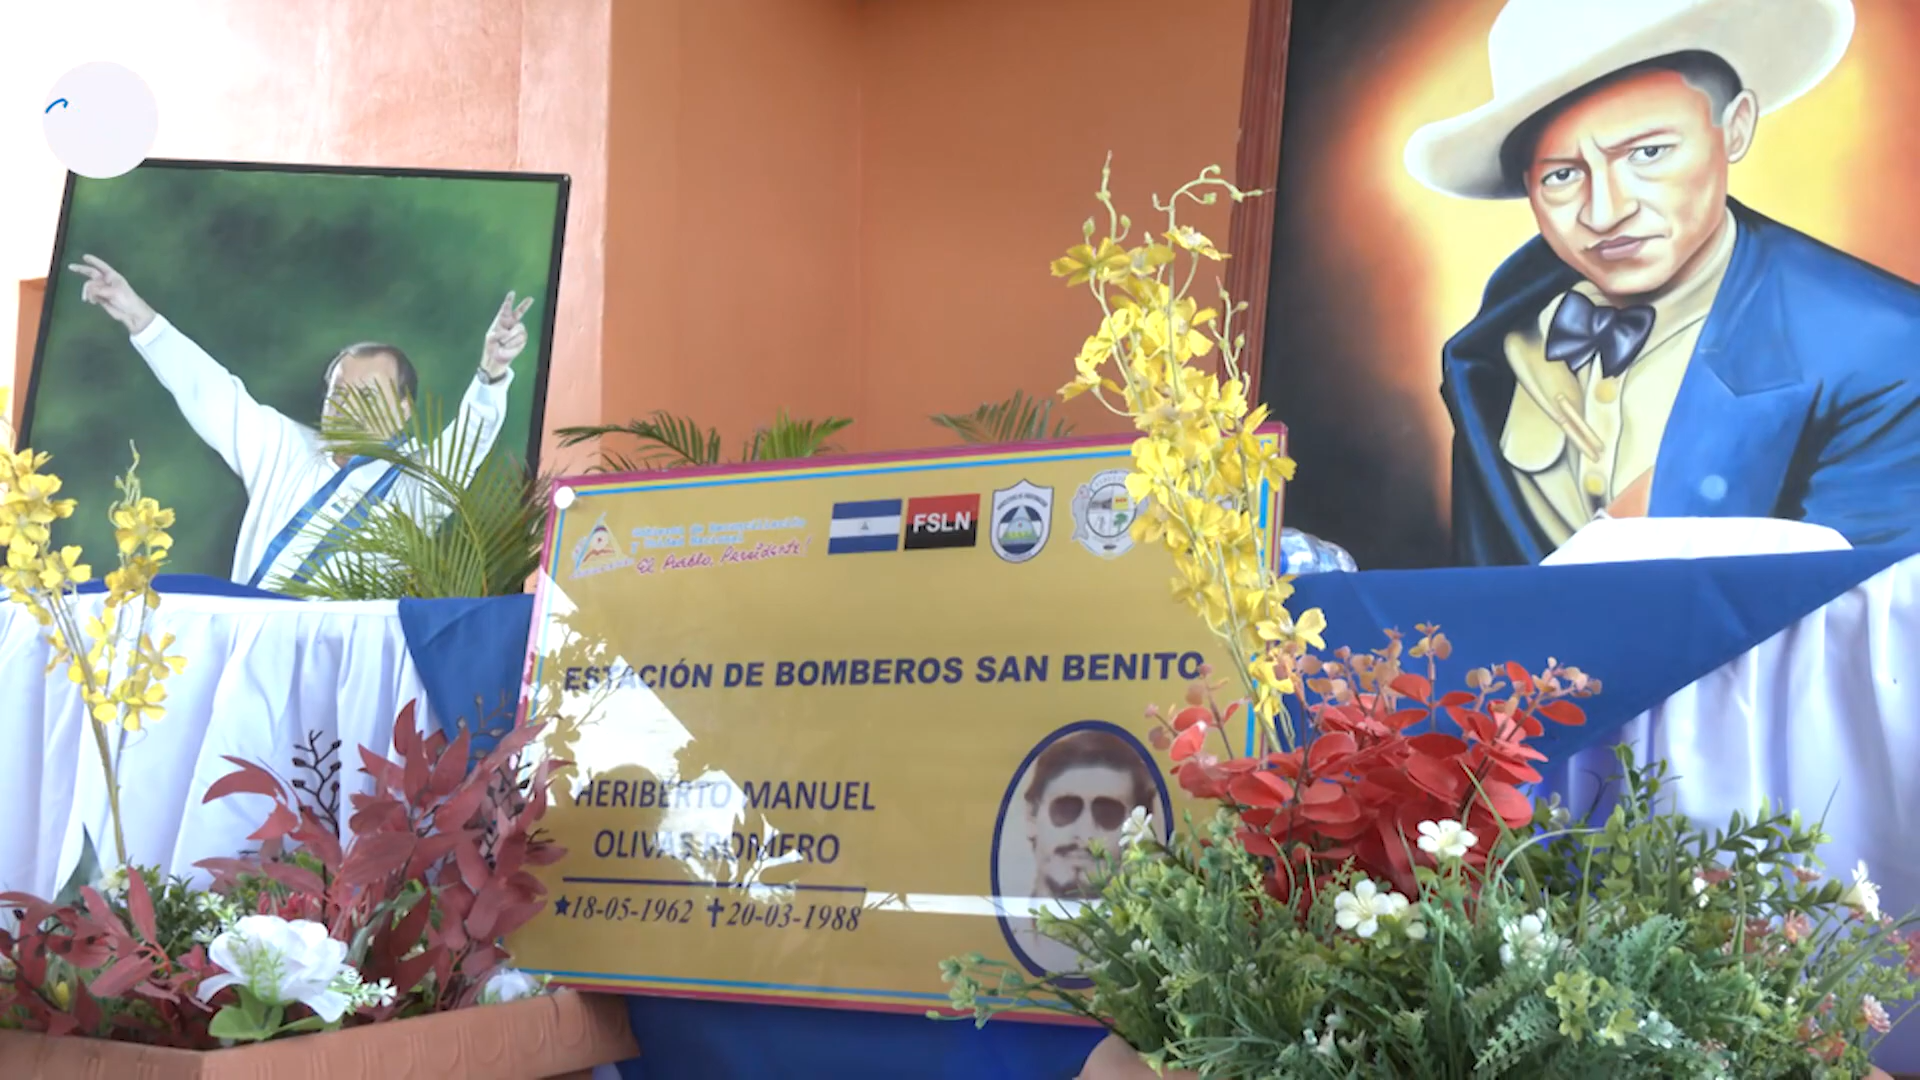 El Pueblo, Presidente!
FSLN
ESTACIÓN DE BOMBEROS SAN BENITO
HERIBERTO MANUEL
OLIVAS ROMERO
★18-05-1962 ✝20-03-1988